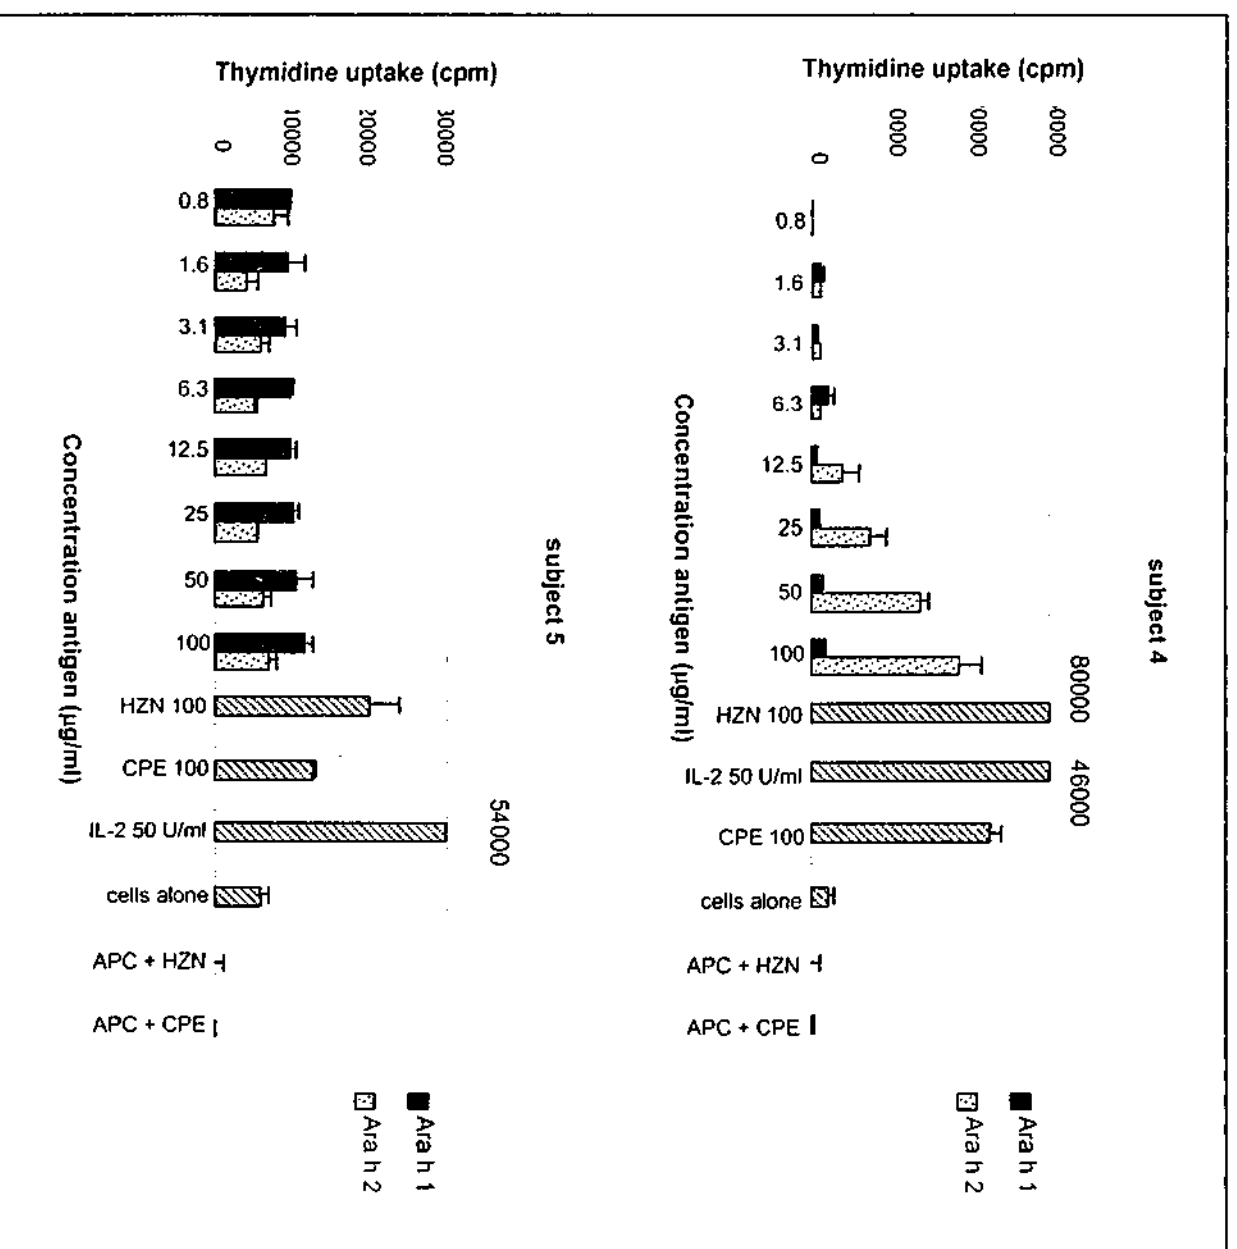 subject 4
Thymidine uptake (cpm)
0000
0000
0000
0
80000
46000
0.8
1.6
3.1
6.3
12.5
25
50
100
HZN 100
IL-2 50 U/ml
CPE 100
cells alone
APC + HZN
APC + CPE
Concentration antigen (µg/ml)
Ara h 1
Ara h 2
subject 5
Thymidine uptake (cpm)
30000
20000
10000
0
54000
0.8
1.6
3.1
6.3
12.5
25
50
100
HZN 100
CPE 100
IL-2 50 U/ml
cells alone
APC + HZN
APC + CPE
Concentration antigen (µg/ml)
Ara h 1
Ara h 2